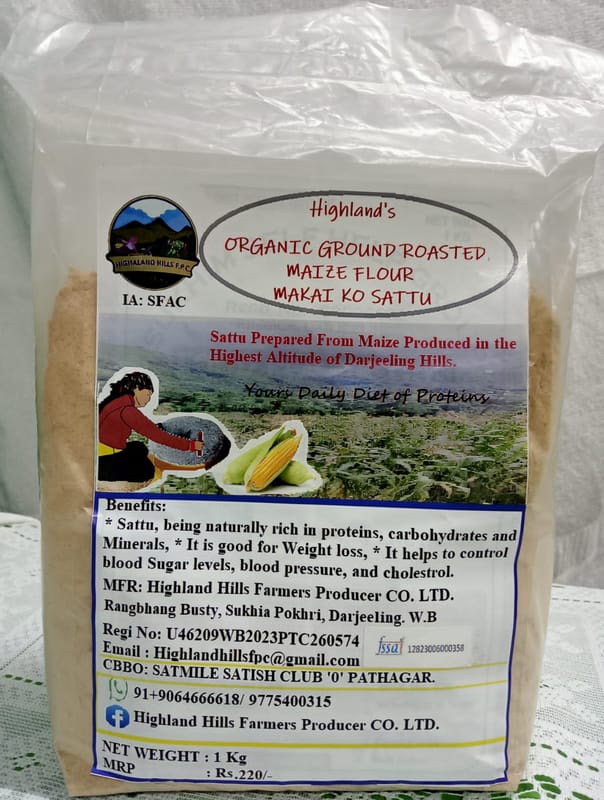 Highland's
ORGANIC GROUND ROASTED.
MAIZE FLOUR
MAKAI KO SATTU
HIGHALAND HILLS F.P.C
IA: SFAC
Sattu Prepared From Maize Produced in the
Highest Altitude of Darjeeling Hills.
Yours Daily Diet of Proteins
Benefits:
* Sattu, being naturally rich in proteins, carbohydrates and
Minerals, * It is good for Weight loss, * It helps to control
blood Sugar levels, blood pressure, and cholestrol.
MFR: Highland Hills Farmers Producer CO. LTD.
Rangbhang Busty, Sukhia Pokhri, Darjeeling. W.B
Regi No: U46209WB2023PTC260574
fssai 12823006000358
Email : Highlandhillsfpc@gmail.com
CBBO: SATMILE SATISH CLUB '0' PATHAGAR.
91+9064666618/ 9775400315
Highland Hills Farmers Producer CO. LTD.
NET WEIGHT : 1 Kg
MRP : Rs.220/-